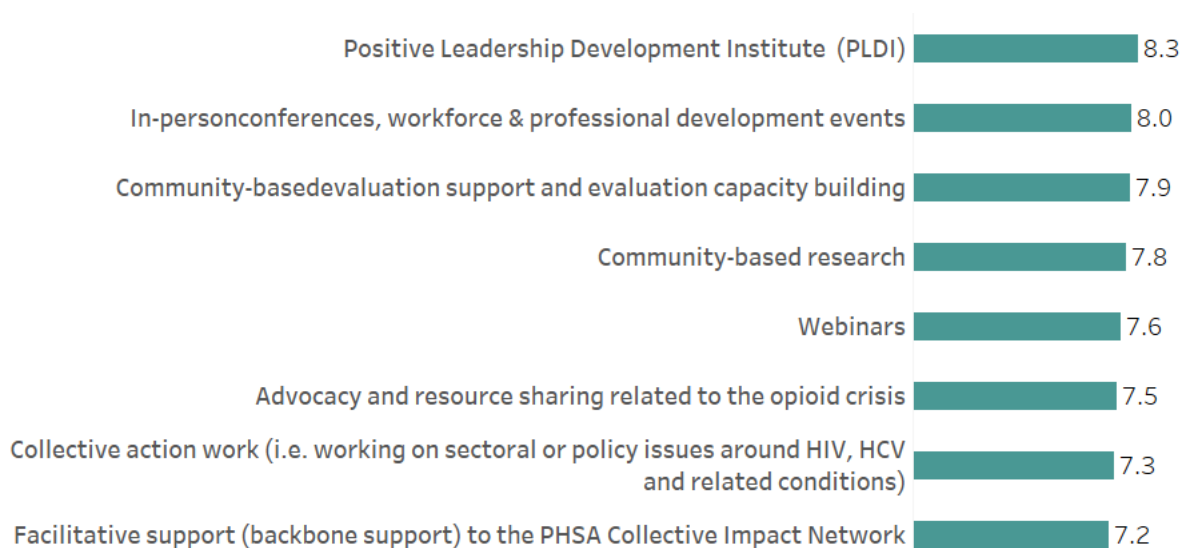 Positive Leadership Development Institute (PLDI) 8.3
In-personconferences, workforce & professional development events 8.0
Community-basedevaluation support and evaluation capacity building 7.9
Community-based research 7.8
Webinars 7.6
Advocacy and resource sharing related to the opioid crisis 7.5
Collective action work (i.e. working on sectoral or policy issues around HIV, HCV
and related conditions) 7.3
Facilitative support (backbone support) to the PHSA Collective Impact Network 7.2